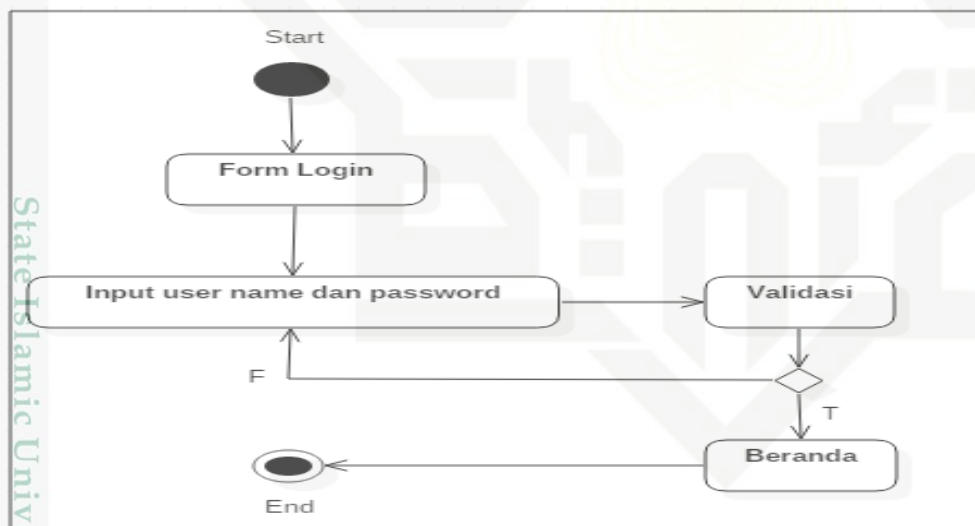 Start
Form Login
Input user name dan password
Validasi
F
T
Beranda
End
State Islamic Univ